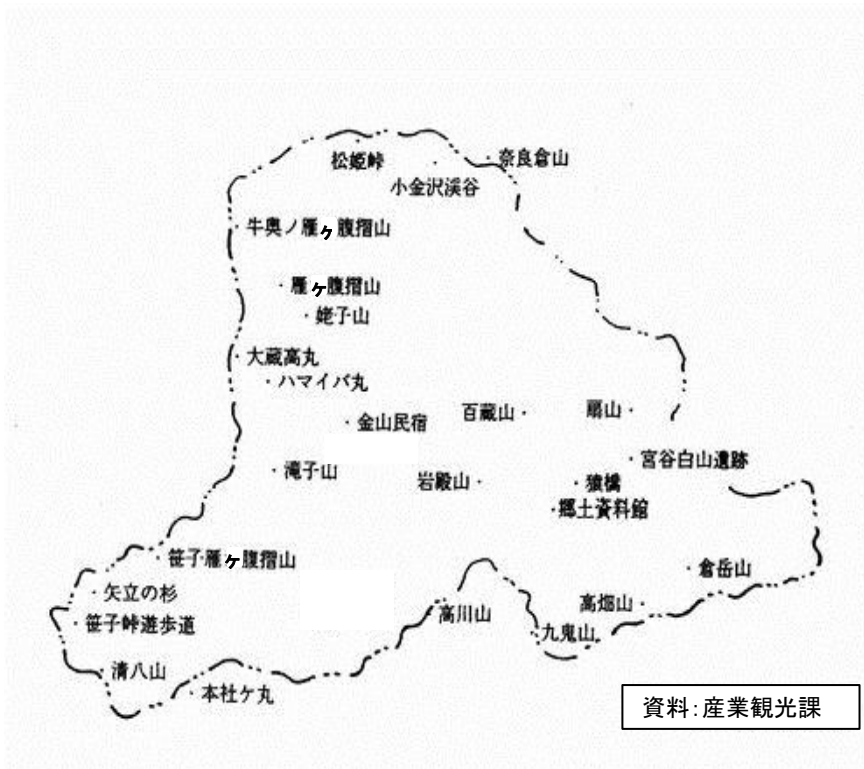 松姫峠
奈良倉山
小金沢渓谷
牛奥ノ雁ヶ腹摺山
雁ヶ腹摺山
姥子山
大蔵高丸
ハマイバ丸
金山民宿
百蔵山
扇山
宮谷白山遺跡
滝子山
岩殿山
猿橋
郷土資料館
笹子雁ヶ腹摺山
倉岳山
矢立の杉
高畑山
高川山
笹子峠遊歩道
九鬼山
清八山
本社ケ丸
資料：産業観光課